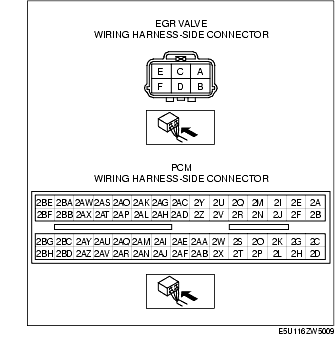 EGR VALVE
WIRING HARNESS-SIDE CONNECTOR
E C A
F D B
PCM
WIRING HARNESS-SIDE CONNECTOR
2BE 2BA 2AW 2AS 2AO 2AK 2AG 2AC 2Y 2U 2Q 2M 2I 2E 2A
2BF 2BB 2AX 2AT 2AP 2AL 2AH 2AD 2Z 2V 2R 2N 2J 2F 2B
2BG 2BC 2AY 2AU 2AQ 2AM 2AI 2AE 2AA 2W 2S 2O 2K 2G 2C
2BH 2BD 2AZ 2AV 2AR 2AN 2AJ 2AF 2AB 2X 2T 2P 2L 2H 2D
E5U116ZW5009